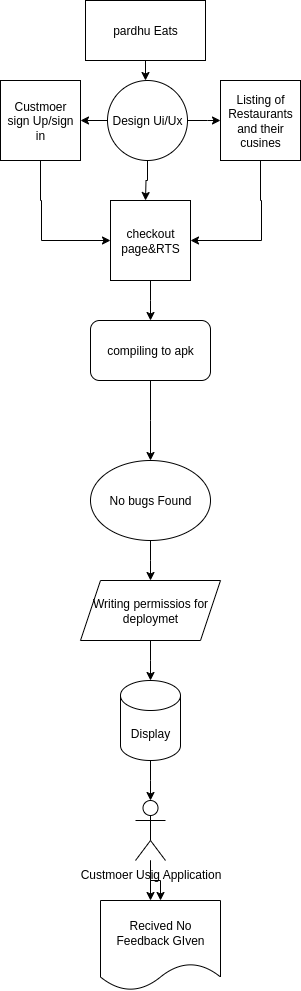 pardhu Eats
Custmoer
sign Up/sign
in
Design Ui/Ux
Listing of
Restaurants
and their
cusines
checkout
page&RTS
compiling to apk
No bugs Found
Writing permissios for
deploymet
Display
Custmoer Usig Application
Recived No
Feedback GIven